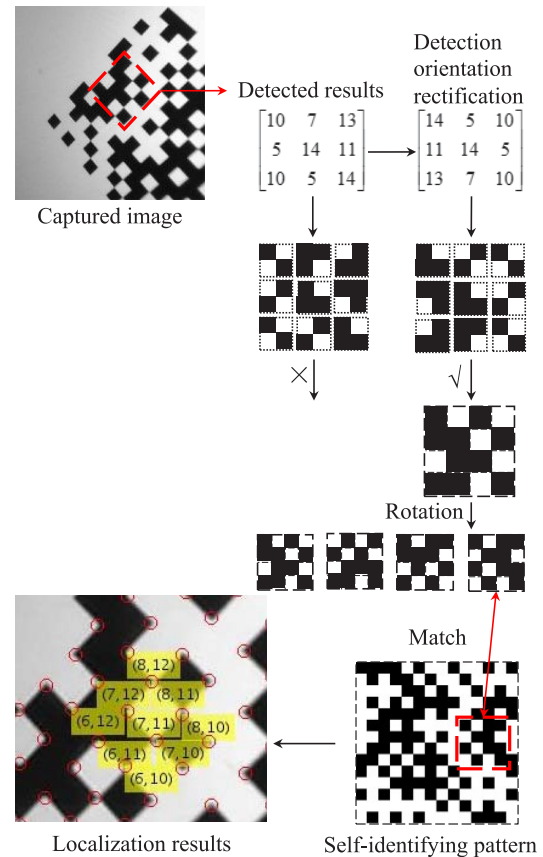 Detection
orientation
rectification
Detected results
10 7 13
5 14 11
10 5 14
14 5 10
11 14 5
13 7 10
Captured image
×
√
Rotation
Match
(8,12)
(7,12) (8,11)
(6,12) (7,11) (8,10)
(6,11) (7,10)
(6,10)
Localization results
Self-identifying pattern